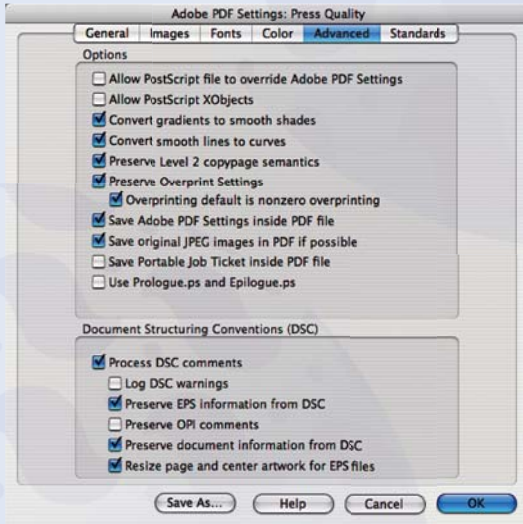 Adobe PDF Settings: Press Quality
General Images Fonts Color Advanced Standards
Options
Allow PostScript file to override Adobe PDF Settings
Allow PostScript XObjects
Convert gradients to smooth shades
Convert smooth lines to curves
Preserve Level 2 copypage semantics
Preserve Overprint Settings
Overprinting default is nonzero overprinting
Save Adobe PDF Settings inside PDF file
Save original JPEG images in PDF if possible
Save Portable Job Ticket inside PDF file
Use Prologue.ps and Epilogue.ps
Document Structuring Conventions (DSC)
Process DSC comments
Log DSC warnings
Preserve EPS information from DSC
Preserve OPI comments
Preserve document information from DSC
Resize page and center artwork for EPS files
Save As... Help Cancel OK